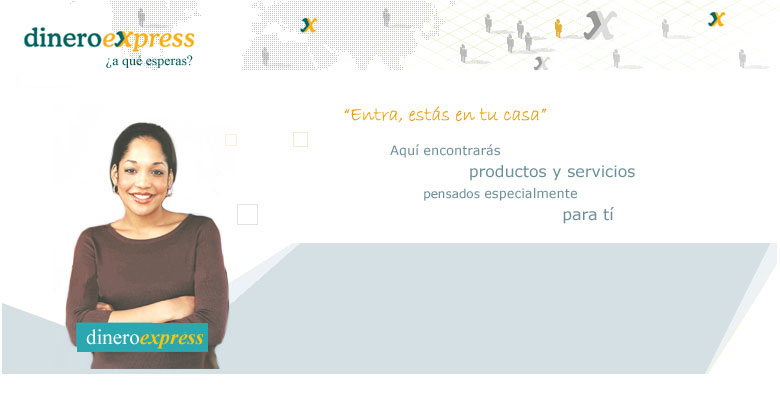 dineroexpress
¿a qué esperas?
“Entra, estás en tu casa”
Aquí encontrarás
productos y servicios
pensados especialmente
para tí
dineroexpress